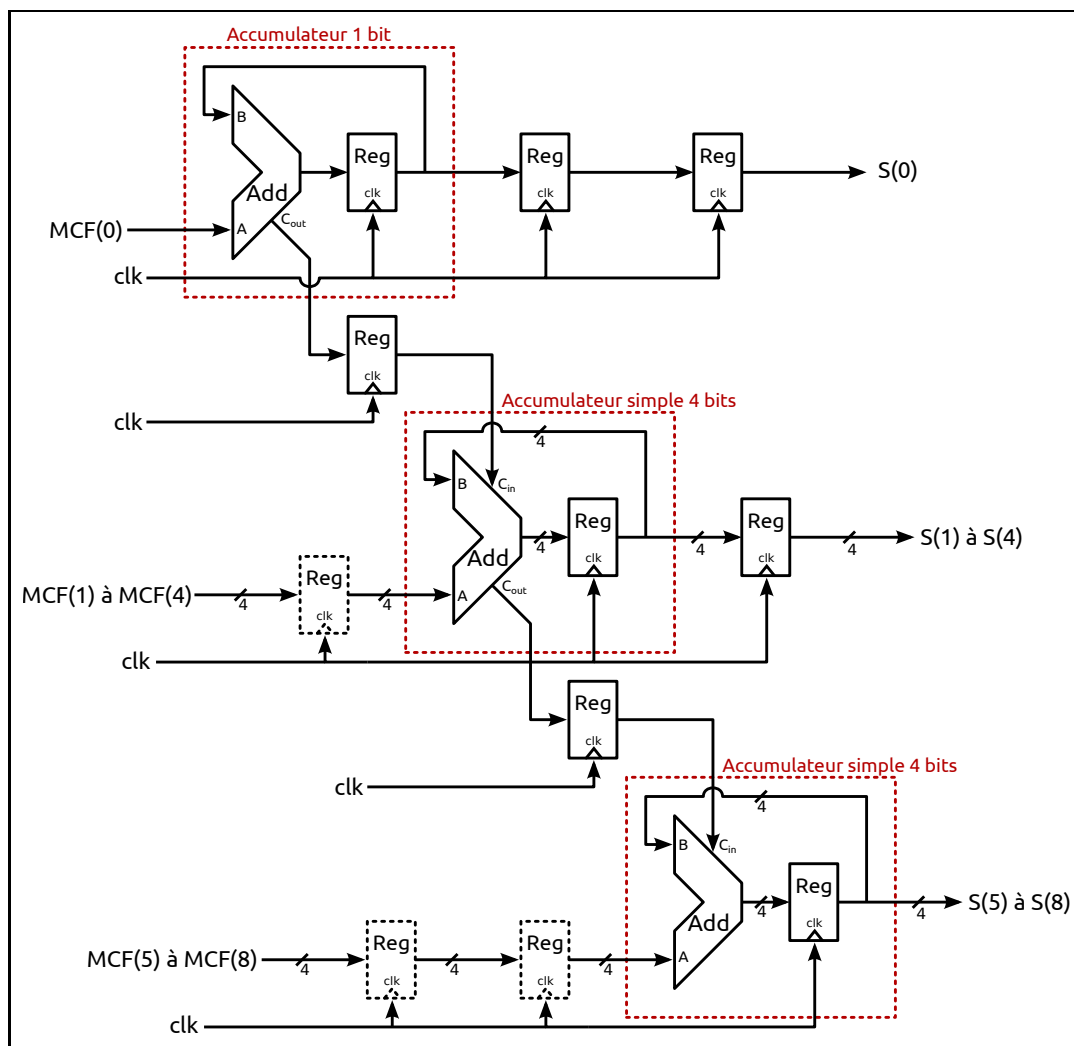 Accumulateur 1 bit
B
Reg
Reg
Reg
S(0)
Add
clk
clk
clk
MCF(0)
A
Cout
clk
Reg
clk
clk
Accumulateur simple 4 bits
4
B
Cin
Reg
Reg
S(1) à S(4)
Add
4
4
4
clk
clk
Reg
MCF(1) à MCF(4)
4
4
A
Cout
clk
clk
Reg
clk
clk
Accumulateur simple 4 bits
4
B
Cin
Reg
S(5) à S(8)
Add
4
4
clk
Reg
Reg
MCF(5) à MCF(8)
4
4
4
A
clk
clk
clk